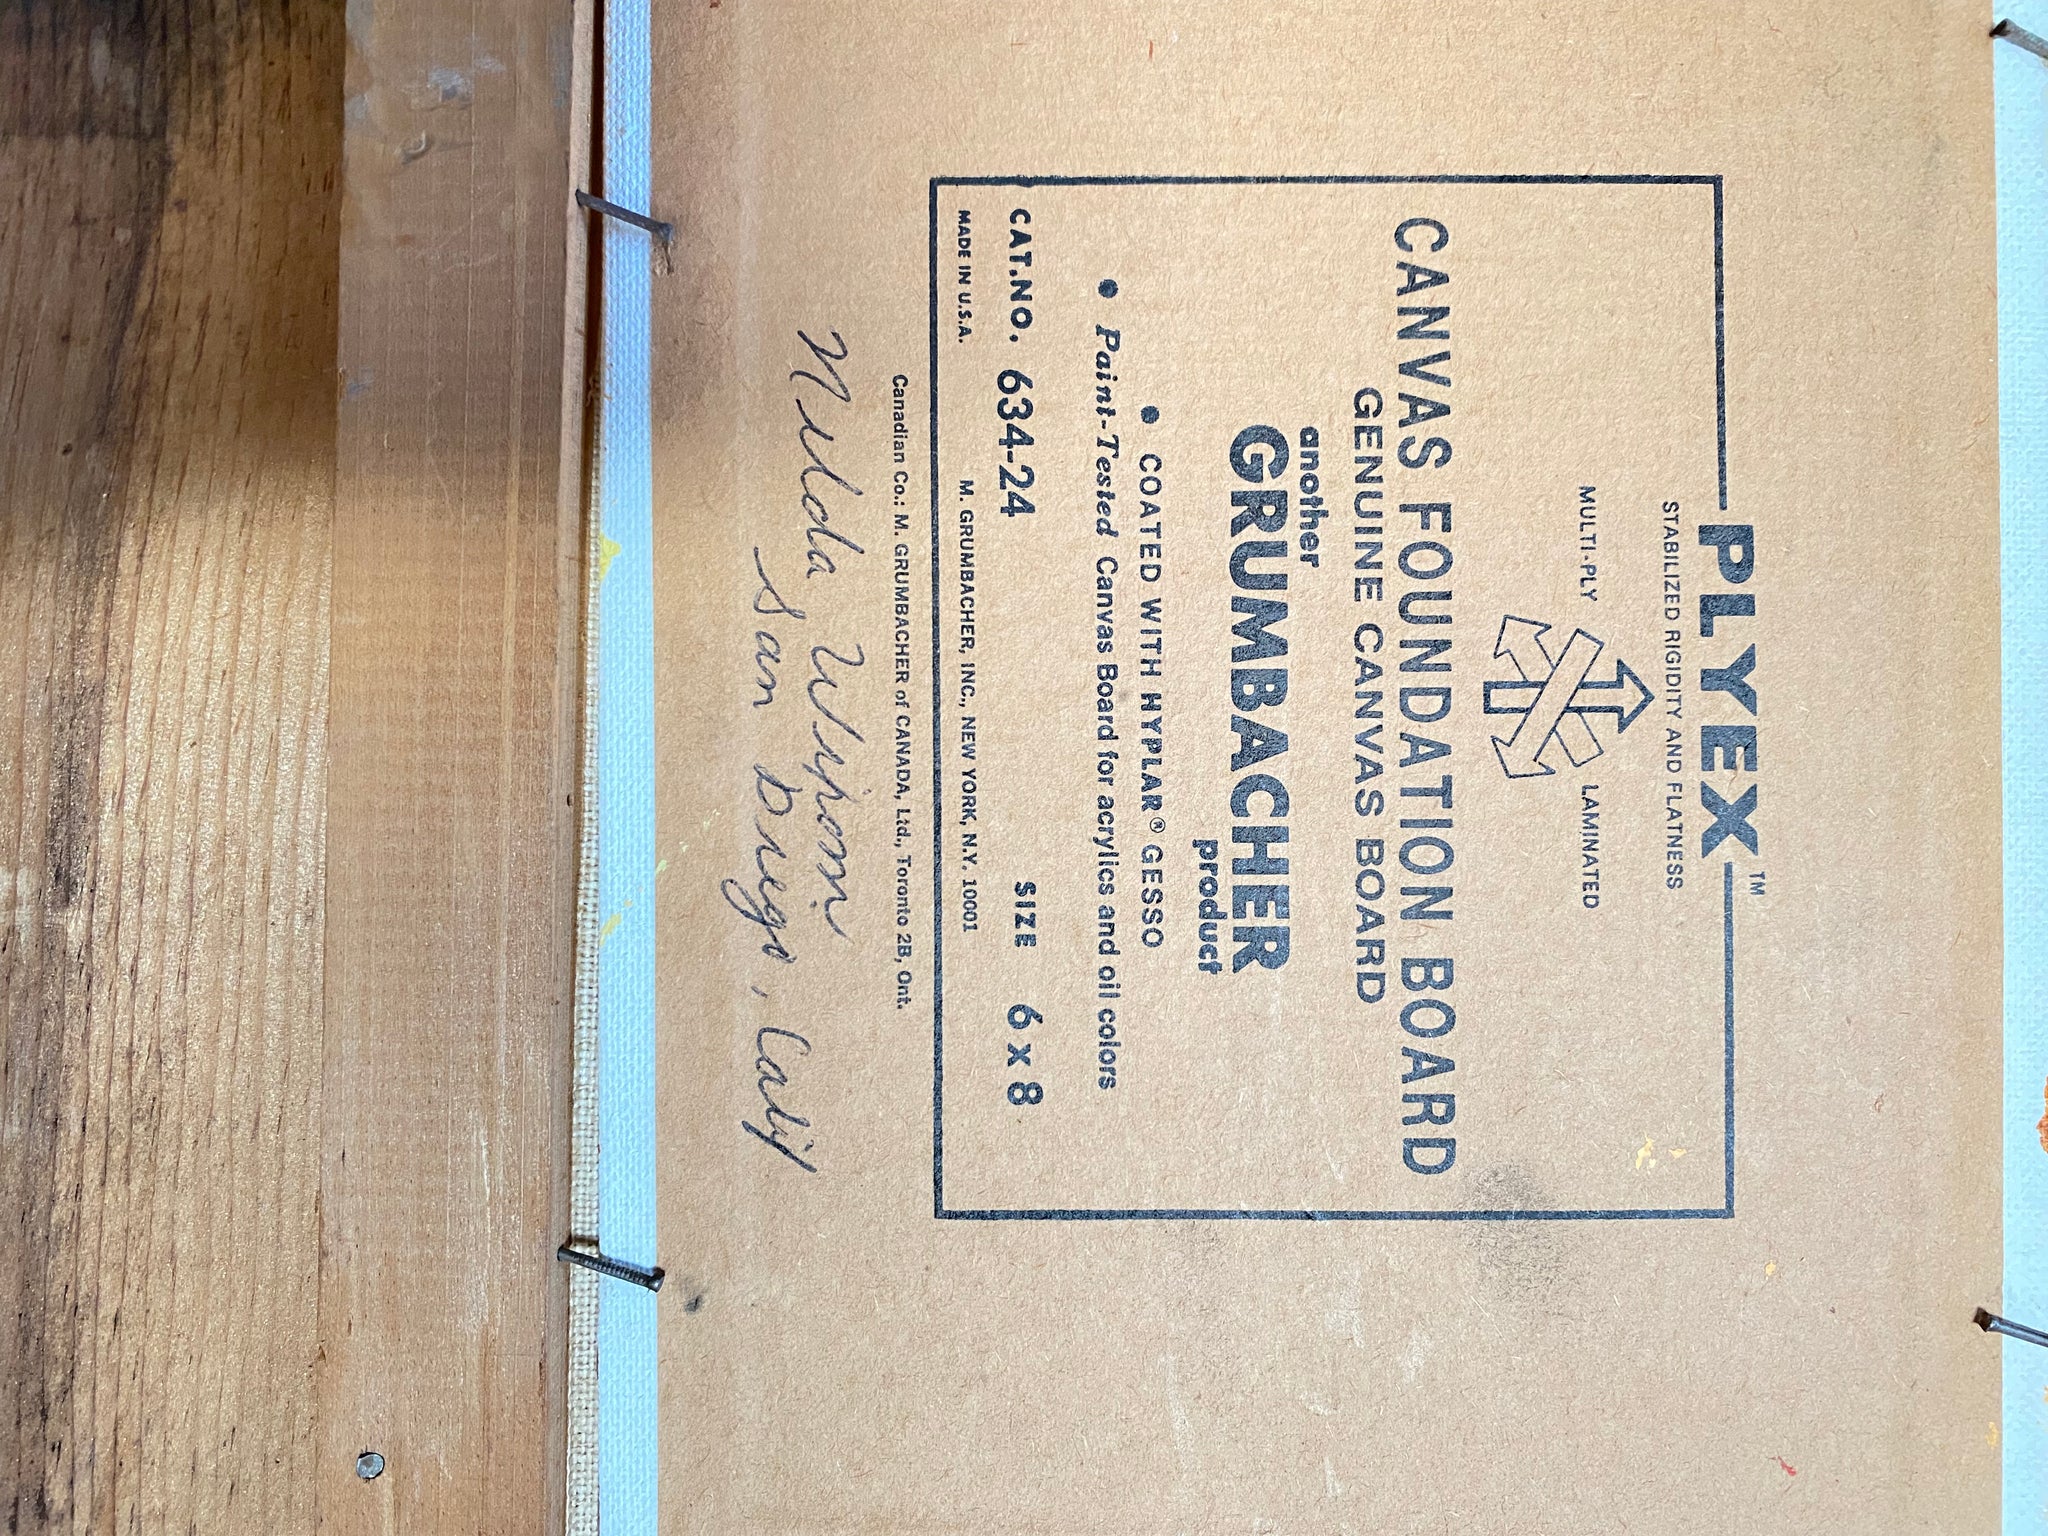 PLYEX™
STABILIZED RIGIDITY AND FLATNESS
MULTI-PLY LAMINATED
CANVAS FOUNDATION BOARD
GENUINE CANVAS BOARD
another
GRUMBACHER
product
• COATED WITH HYPLAR® GESSO
• Paint-Tested Canvas Board for acrylics and oil colors
CAT.NO. 634-24 SIZE 6 x 8
MADE IN U.S.A. M. GRUMBACHER, INC., NEW YORK, N.Y. 10001
Canadian Co.: M. GRUMBACHER of CANADA, Ltd., Toronto 2B, Ont.
Nilda
San Diego, Calif